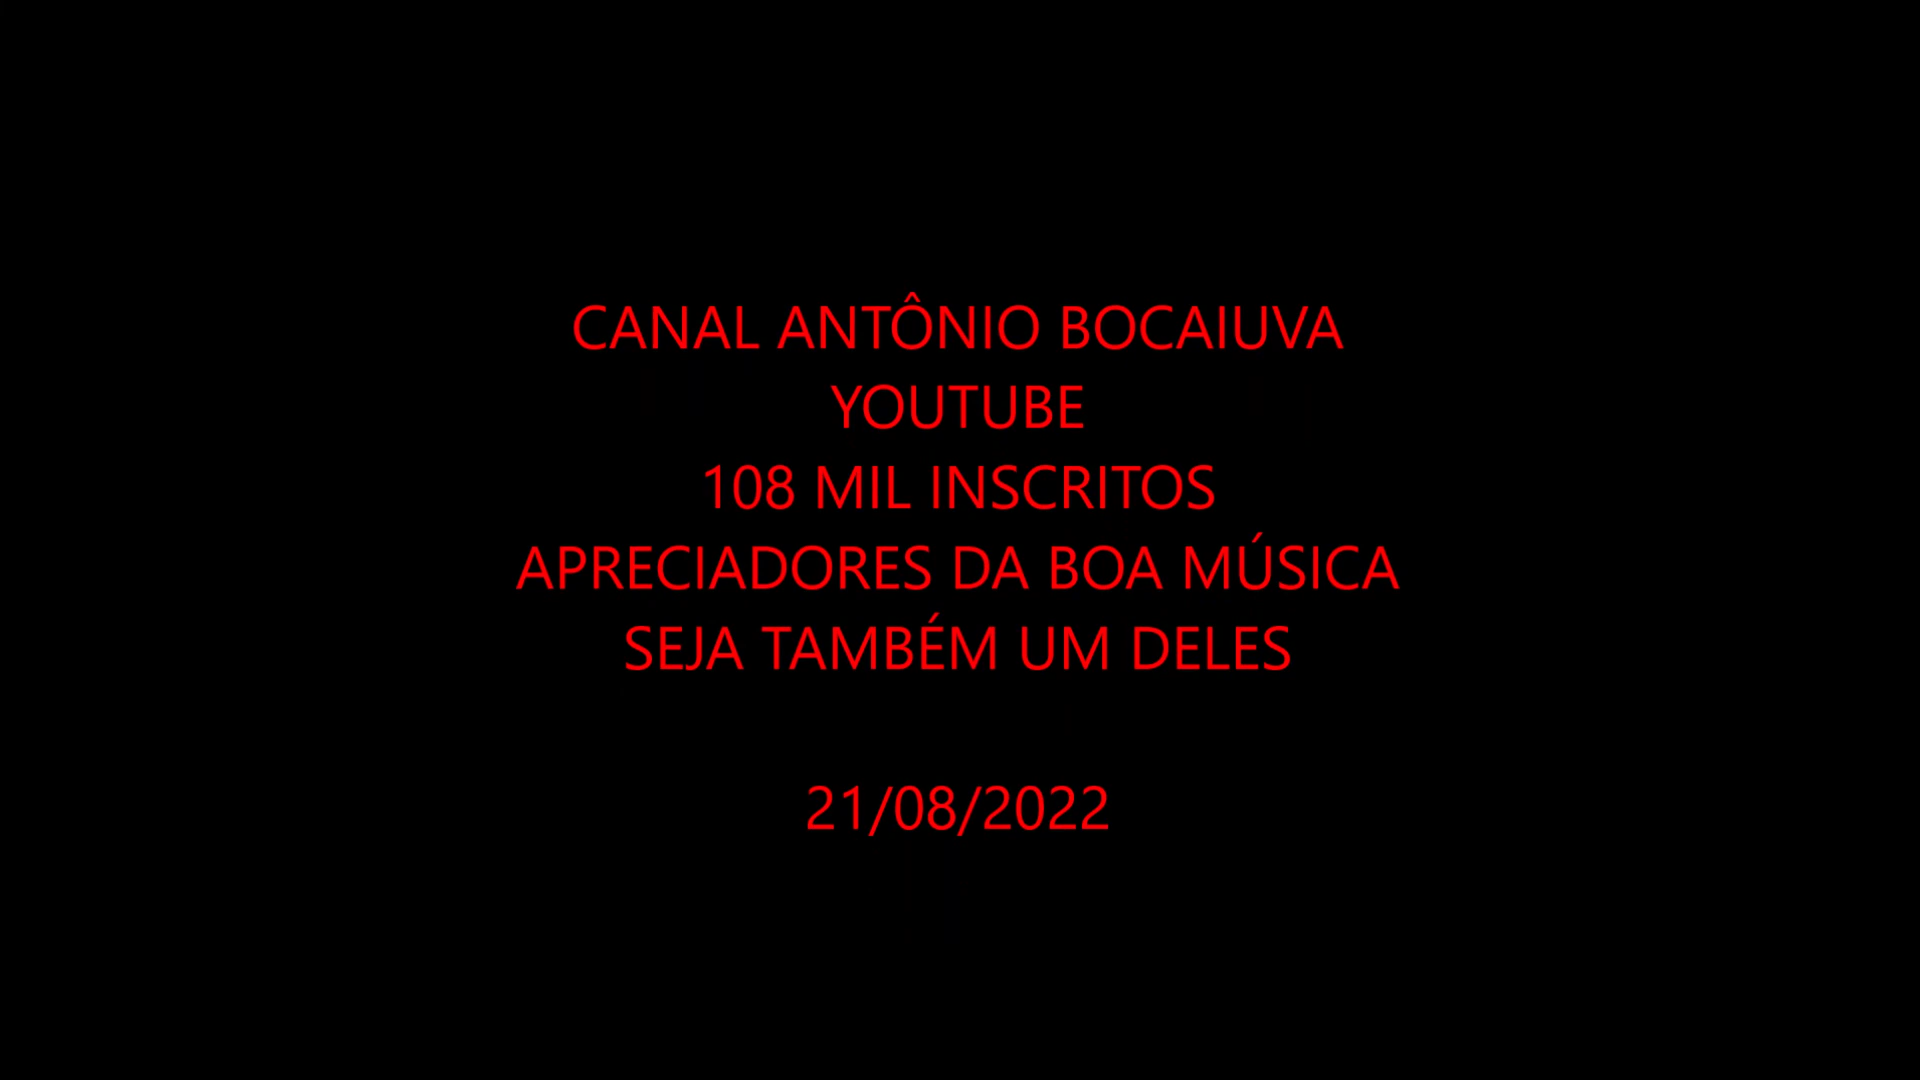 CANAL ANTÔNIO BOCAIUVA
YOUTUBE
108 MIL INSCRITOS
APRECIADORES DA BOA MÚSICA
SEJA TAMBÉM UM DELES
21/08/2022